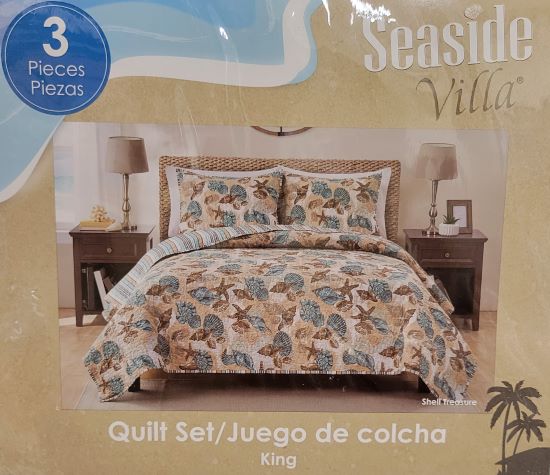 3
Pieces
Piezas
Seaside
Villa®
Shell Treasure
Quilt Set/Juego de colcha
King